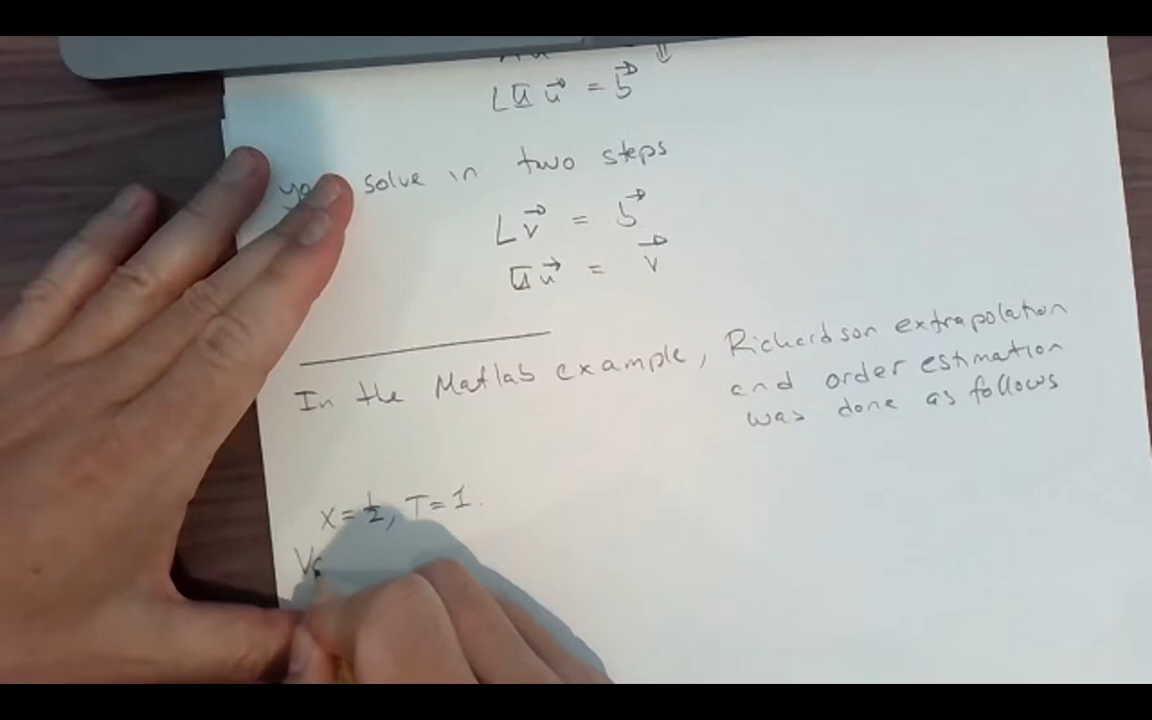 LU u⃗ = b⃗
solve in two steps
Lv⃗ = b⃗
Uu⃗ = v⃗
In the Matlab example, Richardson extrapolation
and order estimation
was done as follows
x = 1/2, T = 1.